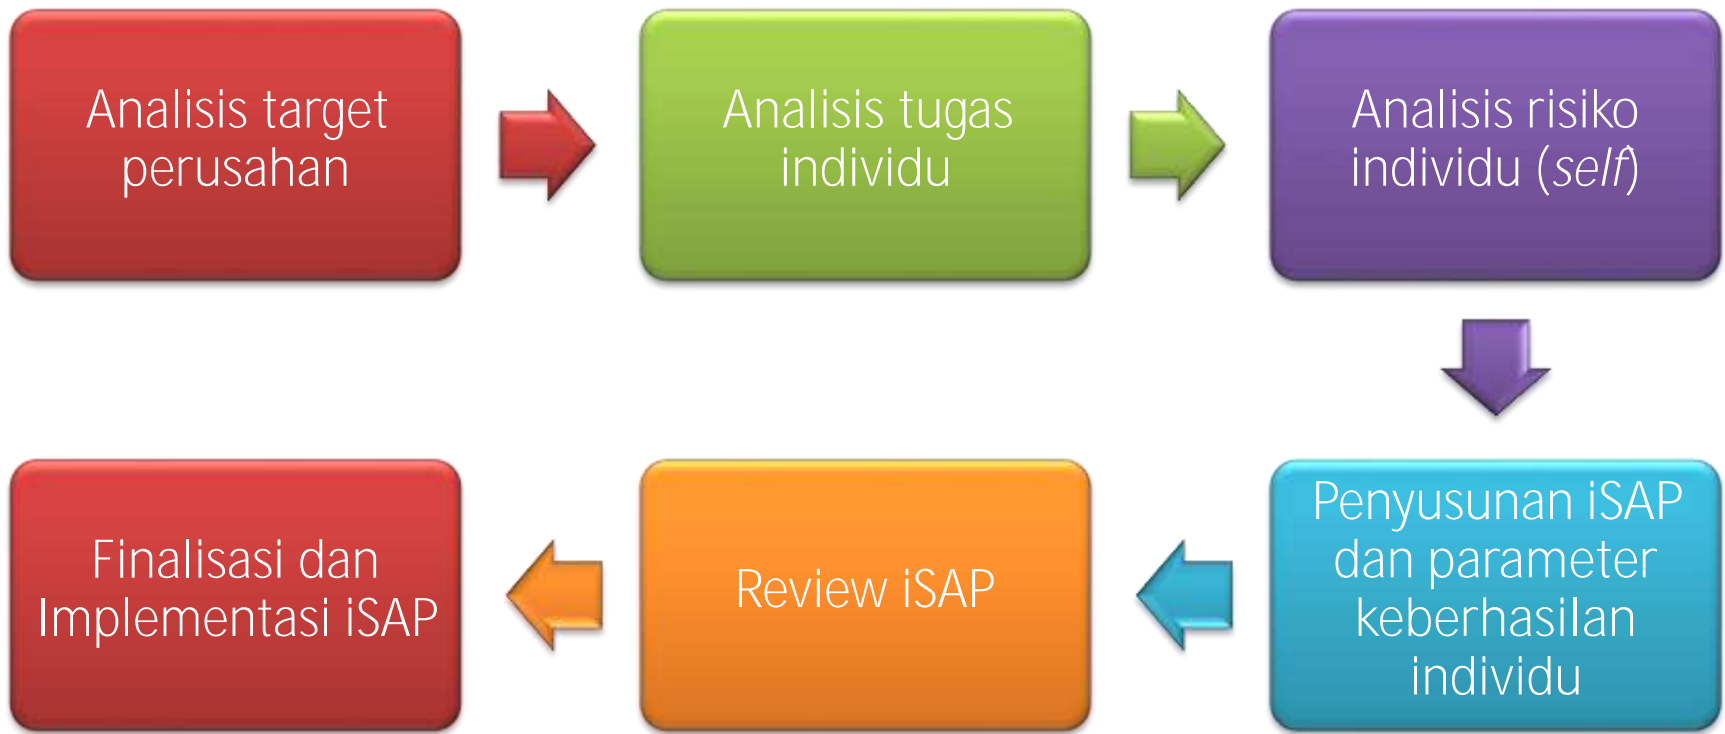 Analisis target
perusahan
Analisis tugas
individu
Analisis risiko
individu (self)
Penyusunan iSAP
dan parameter
keberhasilan
individu
Review iSAP
Finalisasi dan
Implementasi iSAP